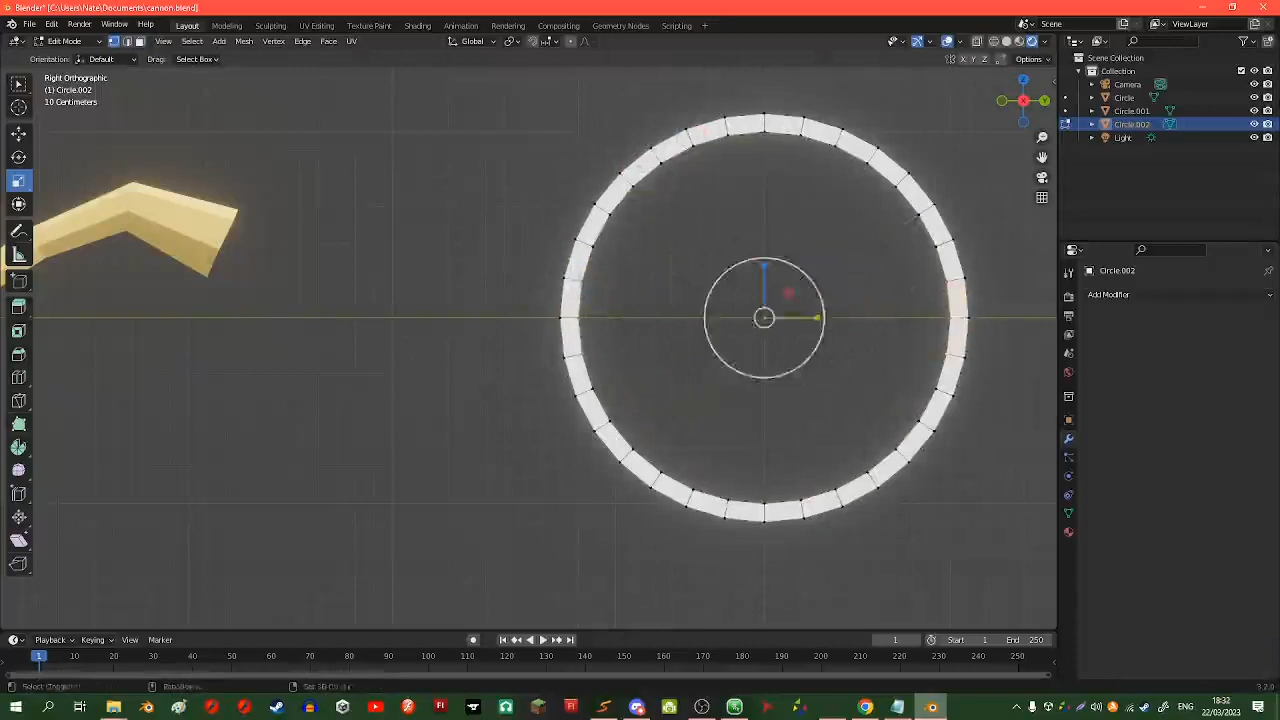 Blender* [C:\Users\Nate\Documents\cannon.blend]
File Edit Render Window Help Layout Modeling Sculpting UV Editing Texture Paint Shading Animation Rendering Compositing Geometry Nodes Scripting + Scene ViewLayer
Edit Mode View Select Add Mesh Vertex Edge Face UV Global
Orientation: Default Drag: Select Box X Y Z Options
Right Orthographic
(1) Circle.002
10 Centimeters
Z
Y
X
Scene Collection
Collection
Camera
Circle
Circle.001
Circle.002
Light
Circle.002
Add Modifier
Playback Keying View Marker 1 Start 1 End 250
1 10 20 30 40 50 60 70 80 90 100 110 120 130 140 150 160 170 180 190 200 210 220 230 240 250
3.2.0
18:32
23/03/2023